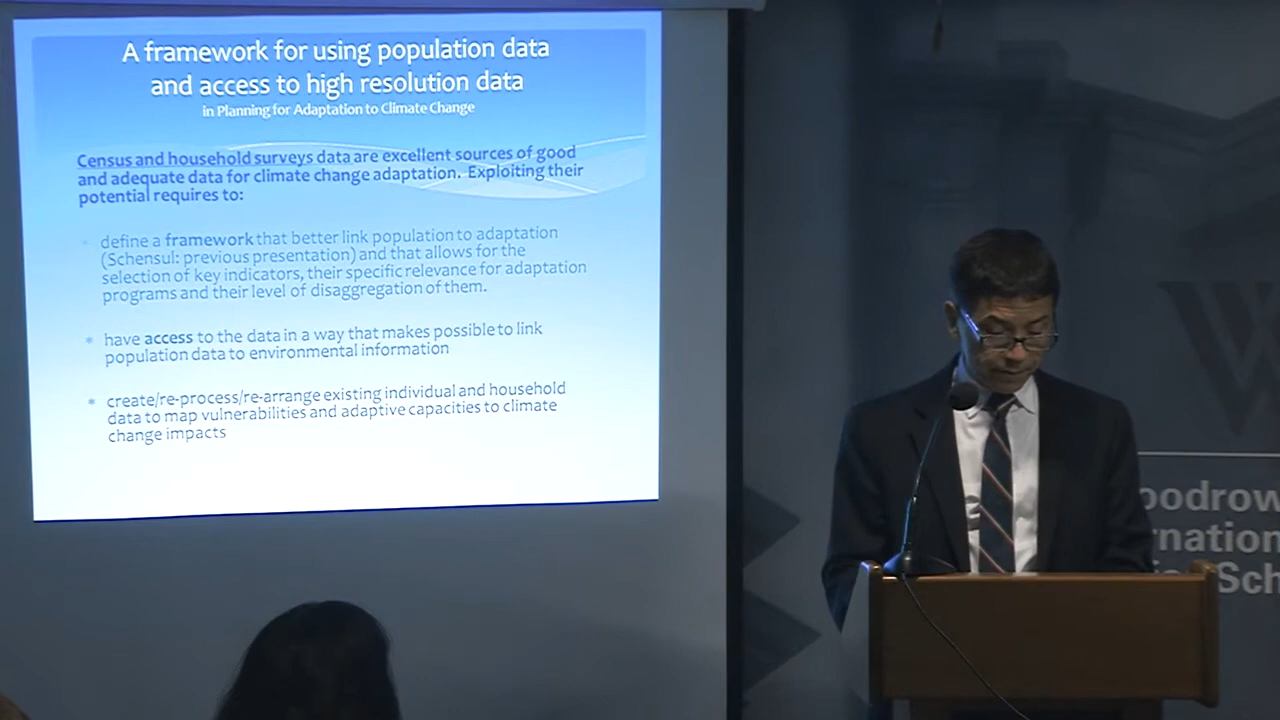 A framework for using population data
and access to high resolution data
in Planning for Adaptation to Climate Change
Census and household surveys data are excellent sources of good
and adequate data for climate change adaptation. Exploiting their
potential requires to:
define a framework that better link population to adaptation
(Schensul: previous presentation) and that allows for the
selection of key indicators, their specific relevance for adaptation
programs and their level of disaggregation of them.
* have access to the data in a way that makes possible to link
population data to environmental information
* create/re-process/re-arrange existing individual and household
data to map vulnerabilities and adaptive capacities to climate
change impacts
W
oodrow
rnation
Sch